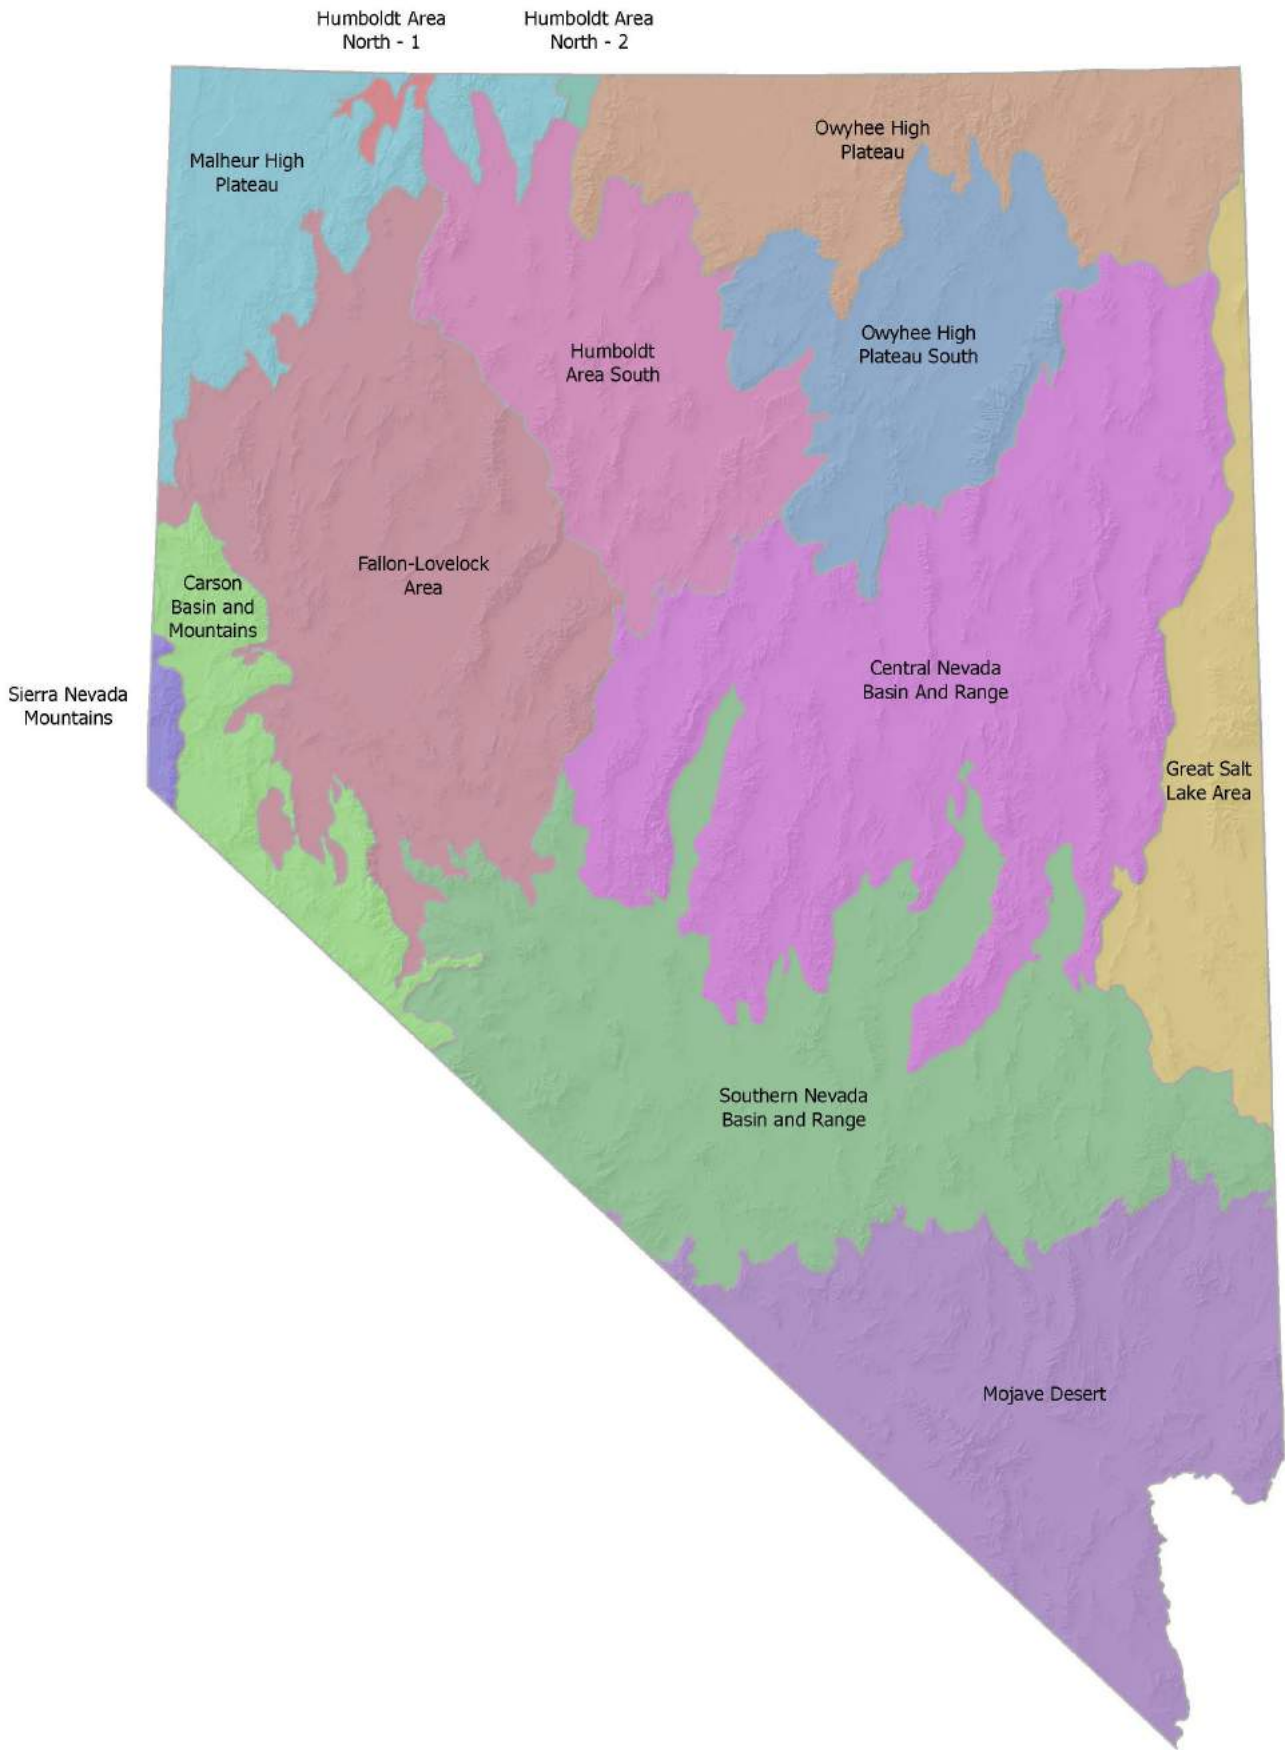 Humboldt Area
North - 1
Humboldt Area
North - 2
Owyhee High
Plateau
Malheur High
Plateau
Owyhee High
Plateau South
Humboldt
Area South
Fallon-Lovelock
Area
Carson
Basin and
Mountains
Central Nevada
Basin And Range
Sierra Nevada
Mountains
Great Salt
Lake Area
Southern Nevada
Basin and Range
Mojave Desert